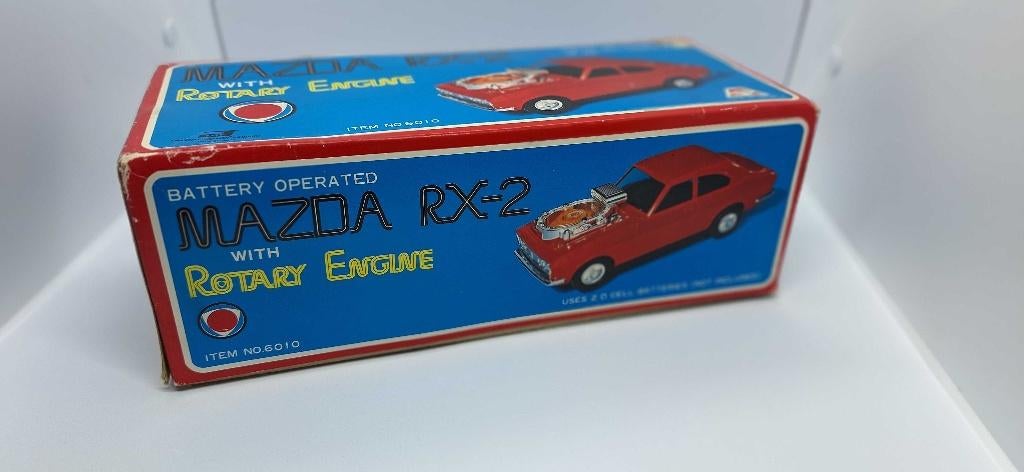 MAZDA RX-2
WITH
ROTARY ENGINE
ITEM NO.6010
BATTERY OPERATED
MAZDA RX-2
WITH
ROTARY ENGINE
ITEM NO.6010
USES 2 D CELL BATTERIES (NOT INCLUDED)